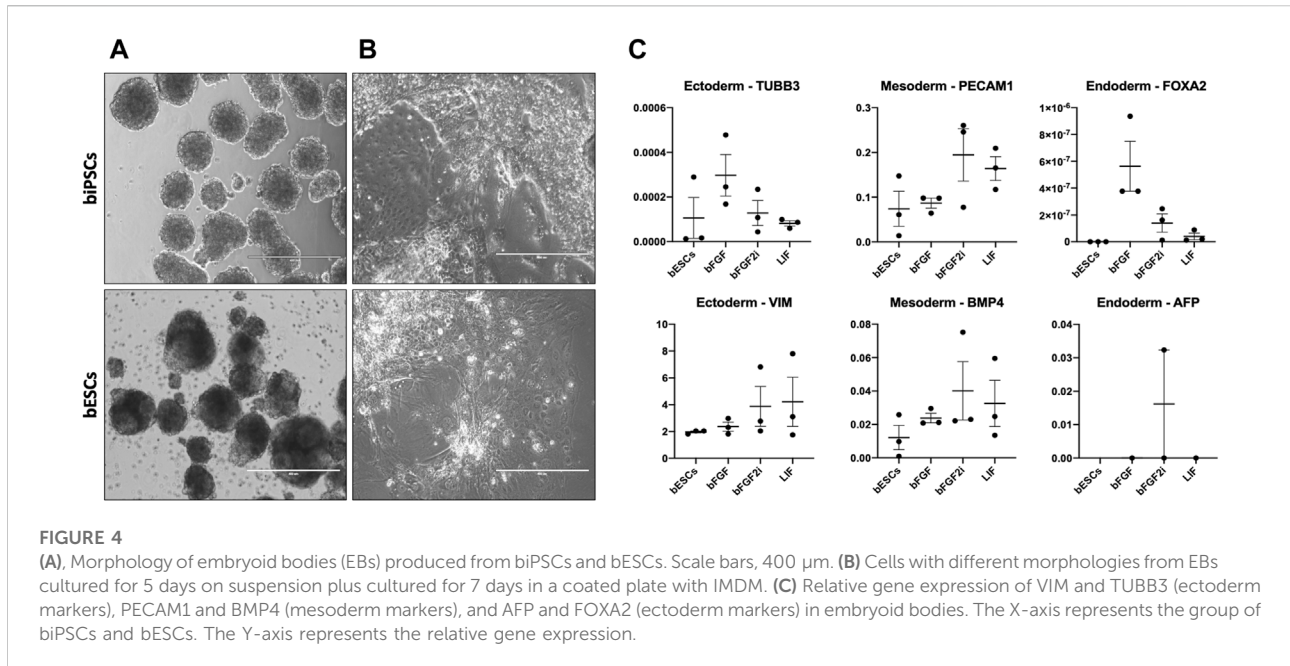 A
B
C
biPSCs
bESCs
Ectoderm - TUBB3
0.0006
0.0004
0.0002
0.0000
bESCs
bFGF
bFGF2i
LIF
Mesoderm - PECAM1
0.3
0.2
0.1
0.0
bESCs
bFGF
bFGF2i
LIF
Endoderm - FOXA2
1×10⁻⁶
8×10⁻⁷
6×10⁻⁷
4×10⁻⁷
2×10⁻⁷
0
bESCs
bFGF
bFGF2i
LIF
Ectoderm - VIM
10
8
6
4
2
0
bESCs
bFGF
bFGF2i
LIF
Mesoderm - BMP4
0.08
0.06
0.04
0.02
0.00
bESCs
bFGF
bFGF2i
LIF
Endoderm - AFP
0.04
0.03
0.02
0.01
0.00
bESCs
bFGF
bFGF2i
LIF
FIGURE 4
(A), Morphology of embryoid bodies (EBs) produced from biPSCs and bESCs. Scale bars, 400 µm. (B) Cells with different morphologies from EBs
cultured for 5 days on suspension plus cultured for 7 days in a coated plate with IMDM. (C) Relative gene expression of VIM and TUBB3 (ectoderm
markers), PECAM1 and BMP4 (mesoderm markers), and AFP and FOXA2 (ectoderm markers) in embryoid bodies. The X-axis represents the group of
biPSCs and bESCs. The Y-axis represents the relative gene expression.